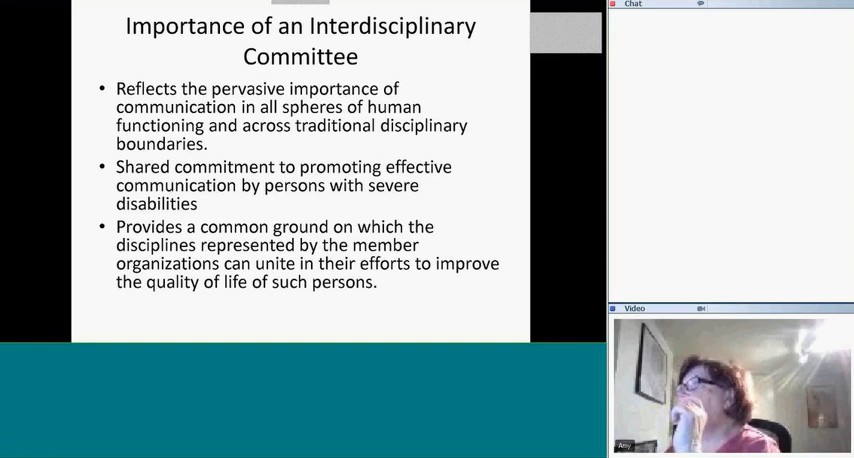 Importance of an Interdisciplinary
Committee
• Reflects the pervasive importance of
communication in all spheres of human
functioning and across traditional disciplinary
boundaries.
• Shared commitment to promoting effective
communication by persons with severe
disabilities
• Provides a common ground on which the
disciplines represented by the member
organizations can unite in their efforts to improve
the quality of life of such persons.
Chat
Video
Amy